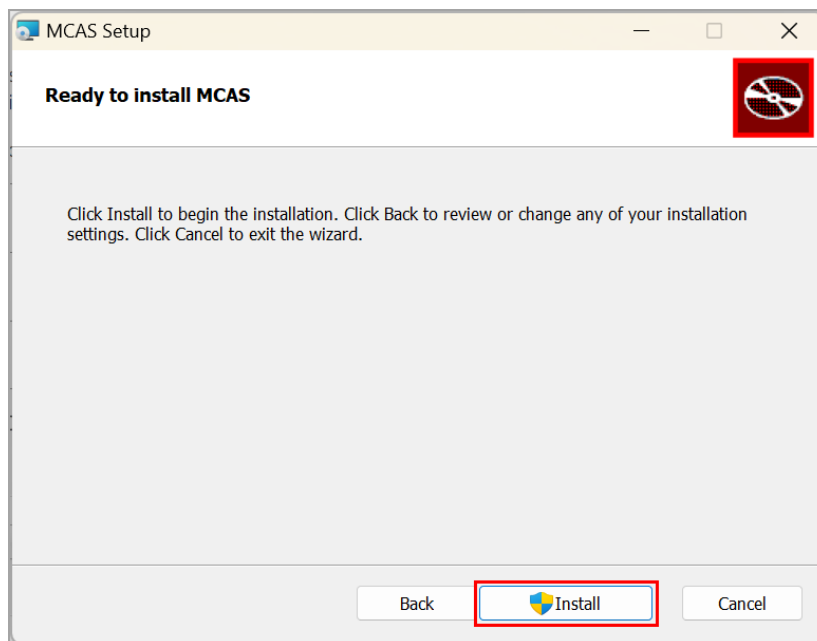 MCAS Setup
Ready to install MCAS
Click Install to begin the installation. Click Back to review or change any of your installation
settings. Click Cancel to exit the wizard.
Back
Install
Cancel